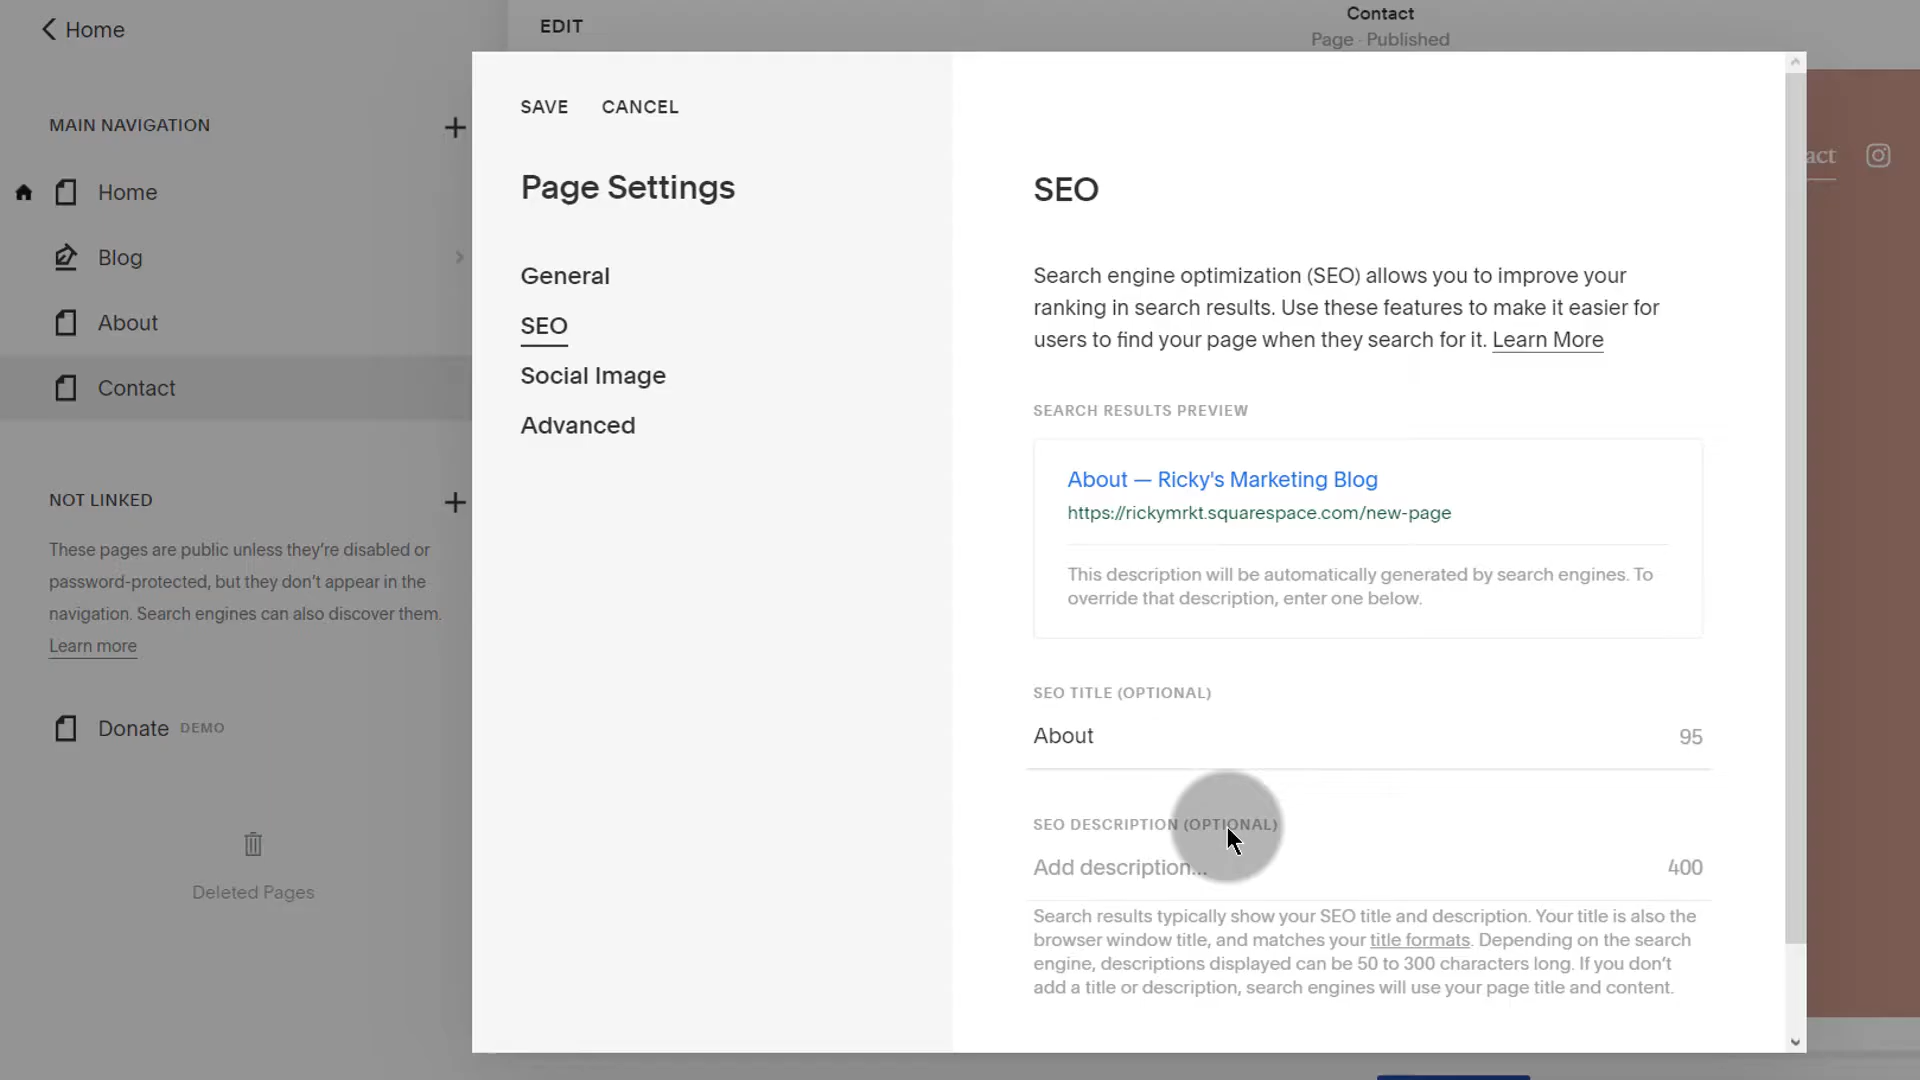 Home
EDIT
Contact
Page · Published
MAIN NAVIGATION
Home
Blog
About
Contact
NOT LINKED
These pages are public unless they're disabled or
password-protected, but they don't appear in the
navigation. Search engines can also discover them.
Learn more
Donate DEMO
Deleted Pages
SAVE CANCEL
Page Settings
General
SEO
Social Image
Advanced
SEO
Search engine optimization (SEO) allows you to improve your
ranking in search results. Use these features to make it easier for
users to find your page when they search for it. Learn More
SEARCH RESULTS PREVIEW
About — Ricky's Marketing Blog
https://rickymrkt.squarespace.com/new-page
This description will be automatically generated by search engines. To
override that description, enter one below.
SEO TITLE (OPTIONAL)
About 95
SEO DESCRIPTION (OPTIONAL)
Add description... 400
Search results typically show your SEO title and description. Your title is also the
browser window title, and matches your title formats. Depending on the search
engine, descriptions displayed can be 50 to 300 characters long. If you don't
add a title or description, search engines will use your page title and content.
act